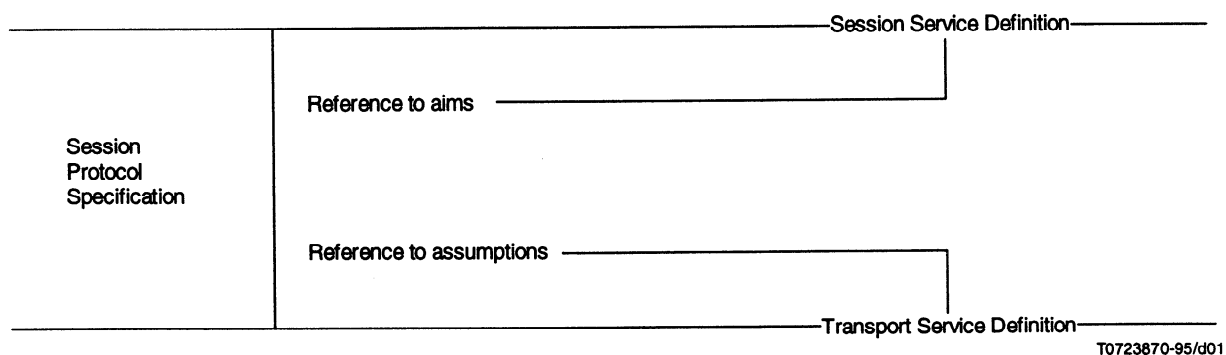 Session Service Definition
Reference to aims
Session
Protocol
Specification
Reference to assumptions
Transport Service Definition
T0723870-95/d01